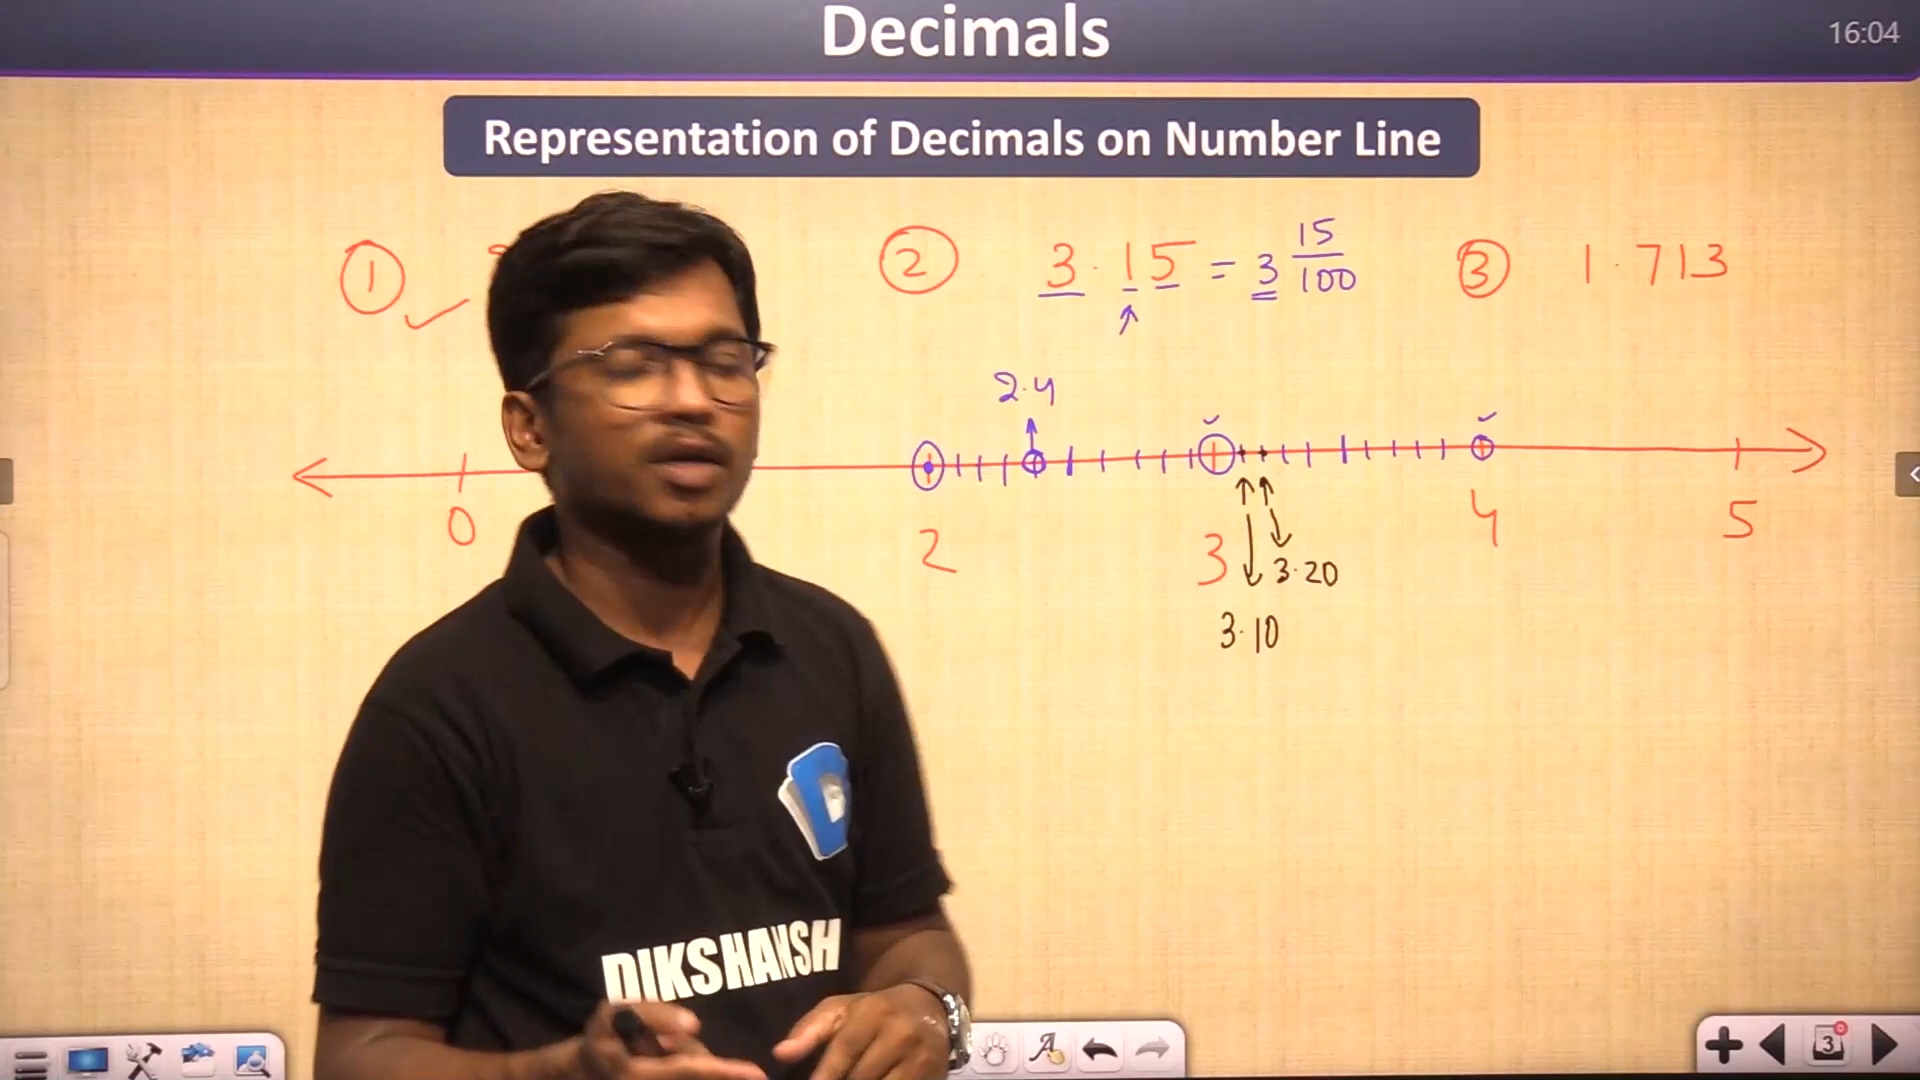 Decimals
16:04
Representation of Decimals on Number Line
1
2 3.15 = 3 15/100
3 1.713
2.4
0 2 3 4 5
3.20
3.10
DIKSHANSH
3